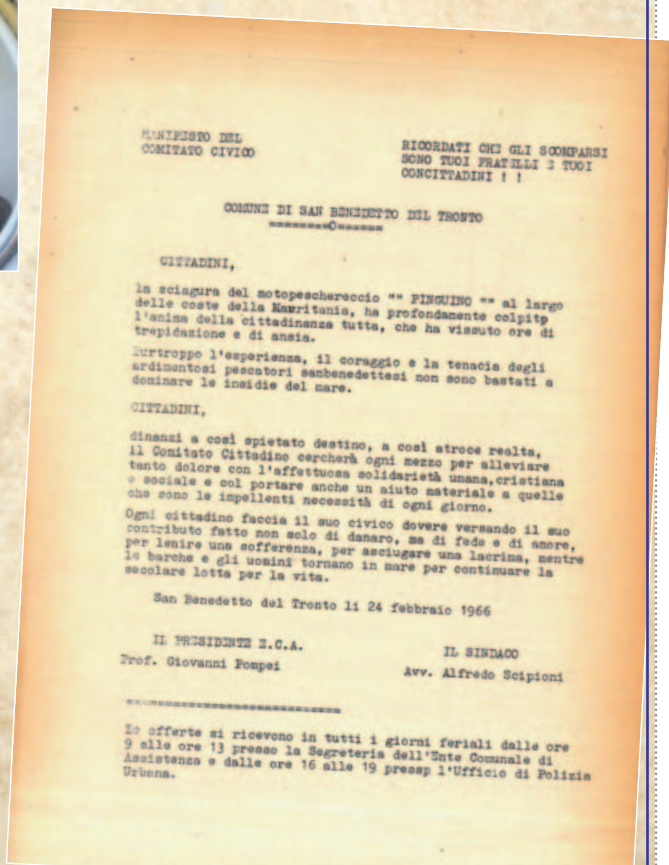 MANIFESTO DEL
COMITATO CIVICO
RICORDATI CHE GLI SCOMPARSI
SONO TUOI FRATELLI E TUOI
CONCITTADINI ! !
COMUNE DI SAN BENEDETTO DEL TRONTO
========O======
CITTADINI,
la sciagura del motopeschereccio "" PINGUINO "" al largo
delle coste della Mauritania, ha profondamente colpitp
l'anima della cittadinanza tutta, che ha vissuto ore di
trepidazione e di ansia.
Purtroppo l'esperienza, il coraggio e la tenacia degli
ardimentosi pescatori sambenedettesi non sono bastati a
dominare le insidie del mare.
CITTADINI,
dinanzi a così spietato destino, a così atroce realta,
il Comitato Cittadino cercherà ogni mezzo per alleviare
tanto dolore con l'affettuosa solidarietà umana,cristiana
e sociale e col portare anche un aiuto materiale a quelle
che sono le impellenti necessità di ogni giorno.
Ogni cittadino faccia il suo civico dovere versando il suo
contributo fatto non solo di danaro, ma di fede e di amore,
per lenire una sofferenza, per asciugare una lacrima, mentre
le barche e gli uomini tornano in mare per continuare la
secolare lotta per la vita.
San Benedetto del Tronto li 24 febbraio 1966
IL PRESIDENTE E.C.A.
Prof. Giovanni Pompei
IL SINDACO
Avv. Alfredo Scipioni
===========================
Le offerte si ricevono in tutti i giorni feriali dalle ore
9 alle ore 13 presso la Segreteria dell'Ente Comunale di
Assistenza e dalle ore 16 alle 19 pressp l'Ufficio di Polizia
Urbana.